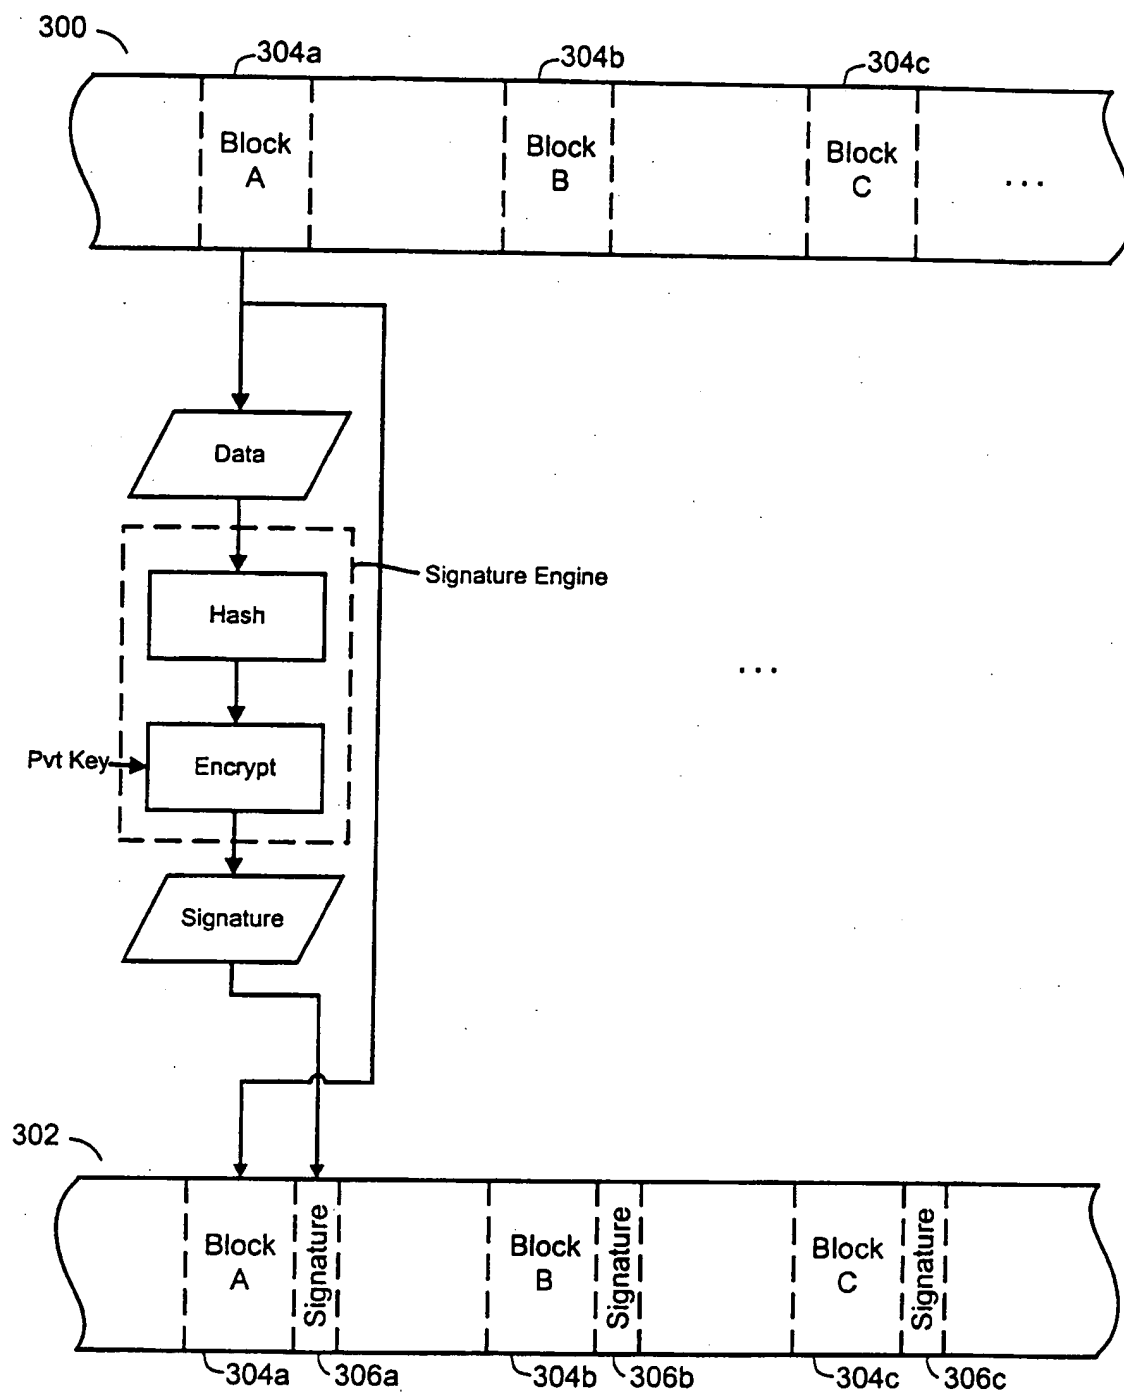 300
304a
304b
304c
Block
A
Block
B
Block
C
...
Data
Signature Engine
Hash
...
Pvt Key
Encrypt
Signature
302
Block
A
Signature
Block
B
Signature
Block
C
Signature
304a
306a
304b
306b
304c
306c